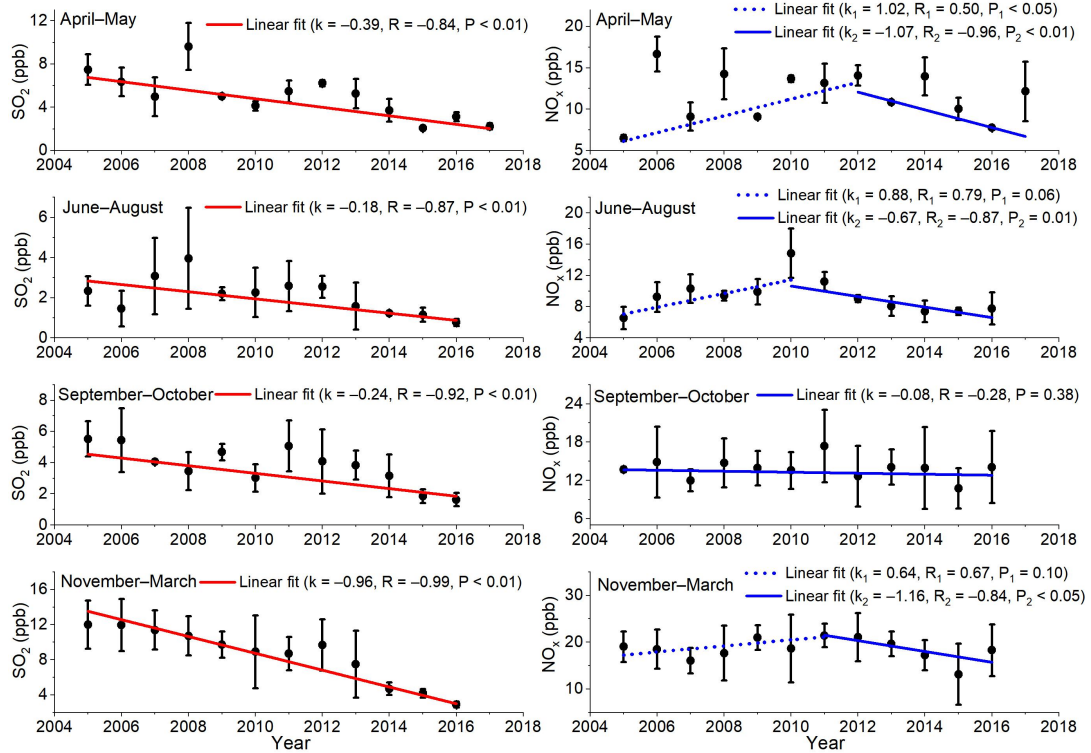 April–May
Linear fit (k = –0.39, R = –0.84, P < 0.01)
SO2 (ppb)
12
8
4
0
2004 2006 2008 2010 2012 2014 2016 2018
April–May
Linear fit (k1 = 1.02, R1 = 0.50, P1 < 0.05)
Linear fit (k2 = –1.07, R2 = –0.96, P2 < 0.01)
NOx (ppb)
20
15
10
5
2004 2006 2008 2010 2012 2014 2016 2018
June–August
Linear fit (k = –0.18, R = –0.87, P < 0.01)
SO2 (ppb)
6
4
2
0
2004 2006 2008 2010 2012 2014 2016 2018
June–August
Linear fit (k1 = 0.88, R1 = 0.79, P1 = 0.06)
Linear fit (k2 = –0.67, R2 = –0.87, P2 = 0.01)
NOx (ppb)
20
16
12
8
4
2004 2006 2008 2010 2012 2014 2016 2018
September–October
Linear fit (k = –0.24, R = –0.92, P < 0.01)
SO2 (ppb)
8
6
4
2
0
2004 2006 2008 2010 2012 2014 2016 2018
September–October
Linear fit (k = –0.08, R = –0.28, P = 0.38)
NOx (ppb)
24
18
12
6
2004 2006 2008 2010 2012 2014 2016 2018
November–March
Linear fit (k = –0.96, R = –0.99, P < 0.01)
SO2 (ppb)
16
12
8
4
2004 2006 2008 2010 2012 2014 2016 2018
Year
November–March
Linear fit (k1 = 0.64, R1 = 0.67, P1 = 0.10)
Linear fit (k2 = –1.16, R2 = –0.84, P2 < 0.05)
NOx (ppb)
30
20
10
2004 2006 2008 2010 2012 2014 2016 2018
Year